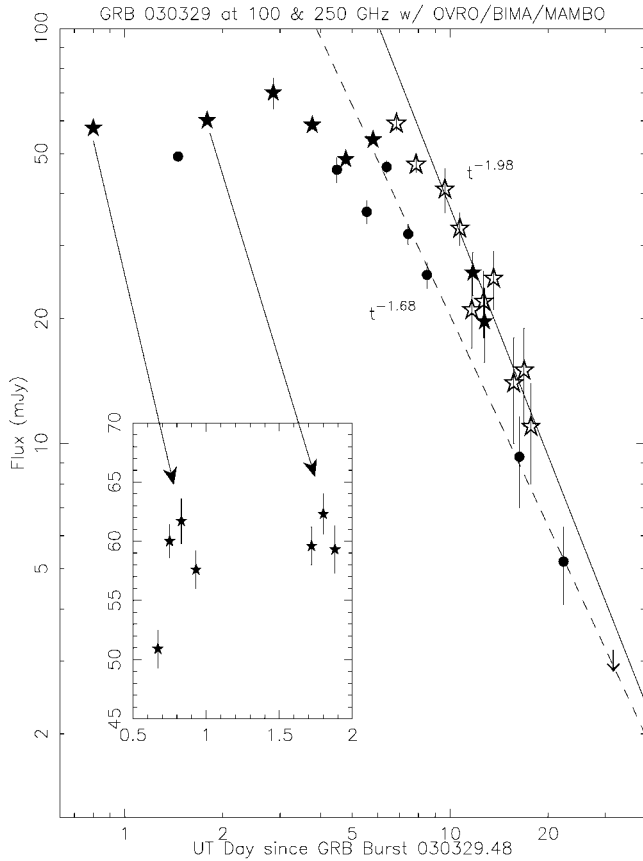 GRB 030329 at 100 & 250 GHz w/ OVRO/BIMA/MAMBO
100
50
20
10
5
2
Flux (mJy)
t^-1.98
t^-1.68
70
65
60
55
50
45
0.5 1 1.5 2
1 2 5 10 20
UT Day since GRB Burst 030329.48